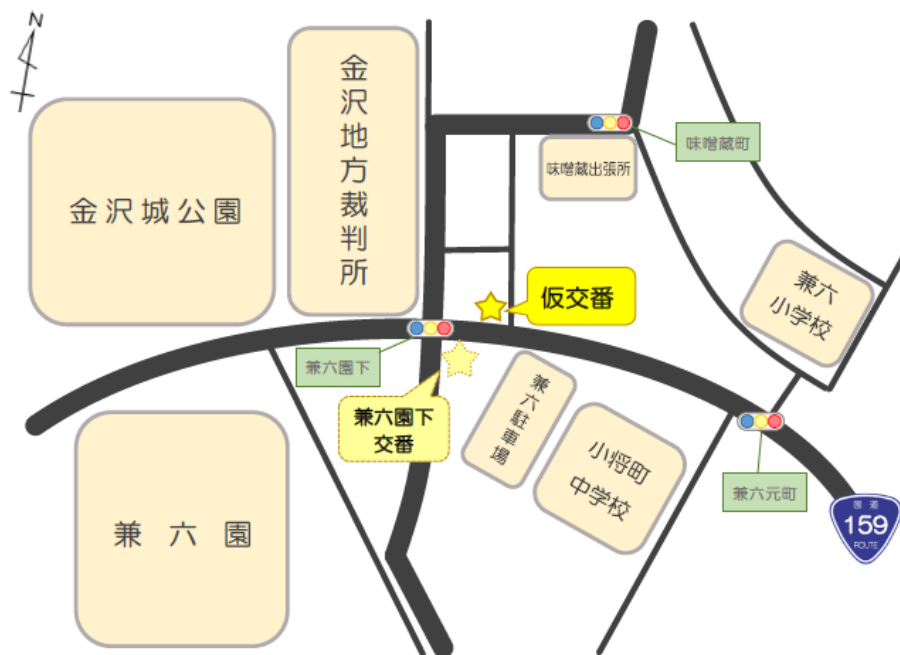 N
金沢地方裁判所
金沢城公園
味噌蔵町
味噌蔵出張所
仮交番
兼六
小学校
兼六園下
兼六園下
交番
兼六駐車場
小将町
中学校
兼六元町
兼六園
国道
159
ROUTE